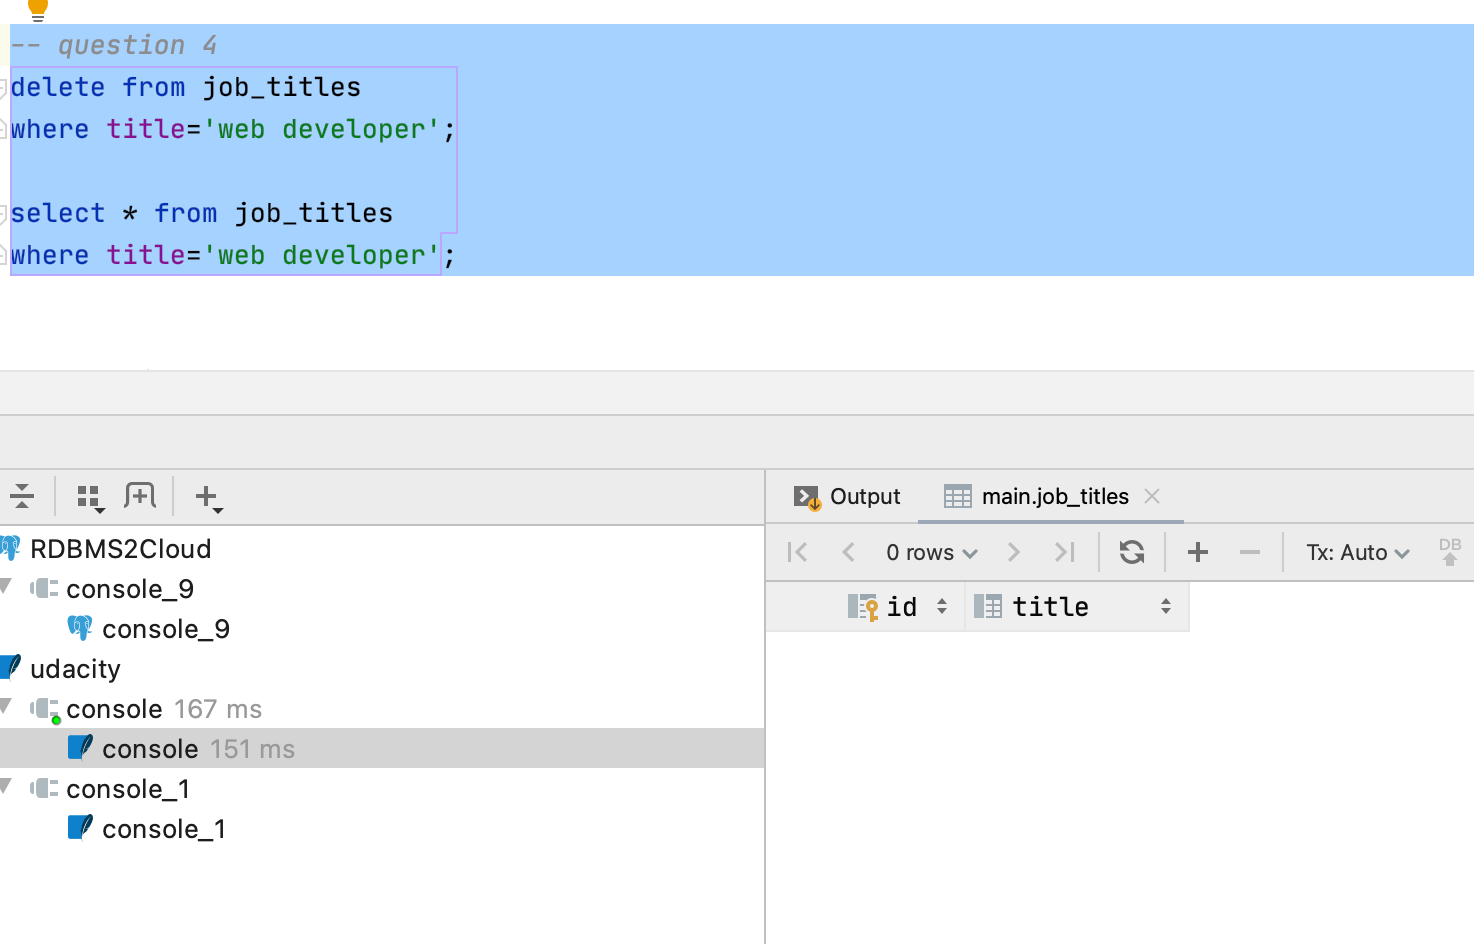 -- question 4
delete from job_titles
where title='web developer';
select * from job_titles
where title='web developer';
Output main.job_titles
RDBMS2Cloud
console_9
console_9
udacity
console 167 ms
console 151 ms
console_1
console_1
0 rows Tx: Auto DB
id title